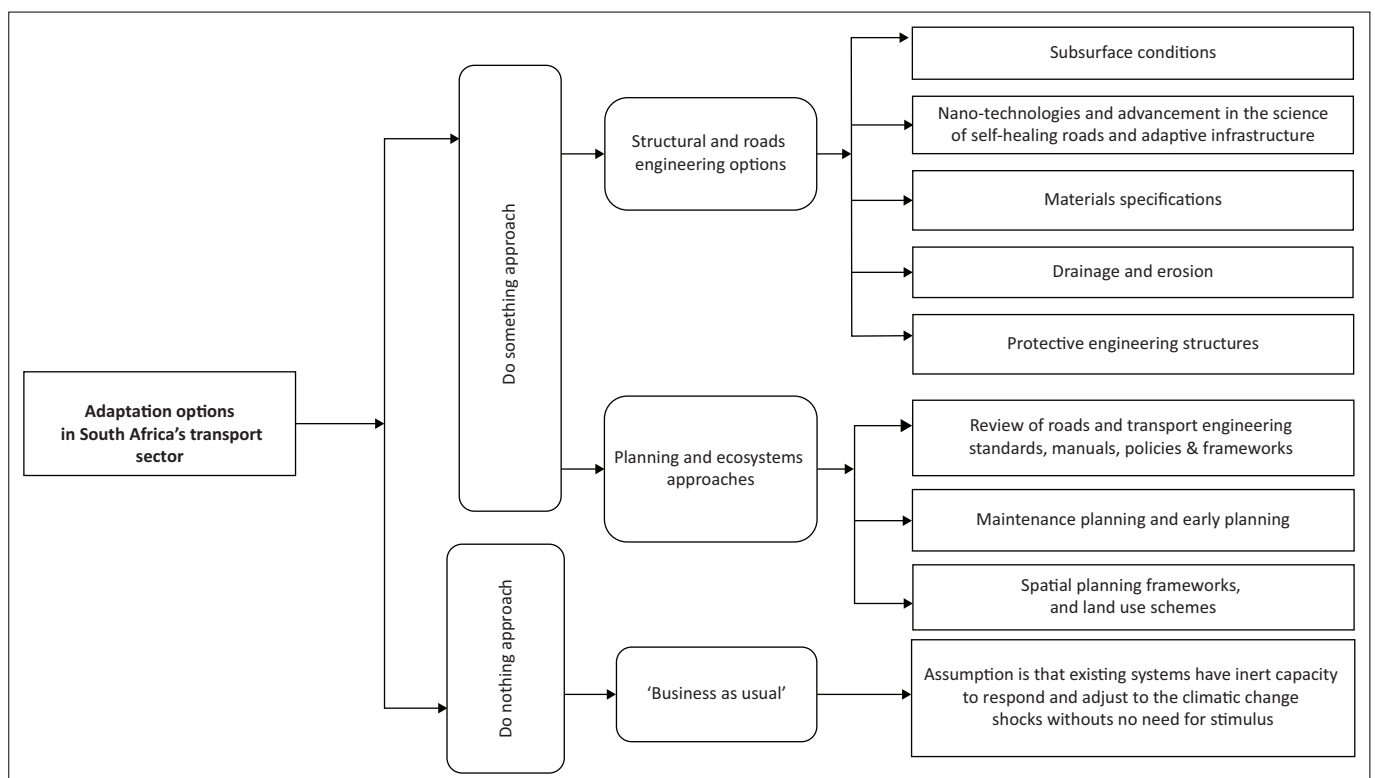 Adaptation options
in South Africa's transport
sector
Do something approach
Structural and roads
engineering options
Subsurface conditions
Nano-technologies and advancement in the science
of self-healing roads and adaptive infrastructure
Materials specifications
Drainage and erosion
Protective engineering structures
Planning and ecosystems
approaches
Review of roads and transport engineering
standards, manuals, policies & frameworks
Maintenance planning and early planning
Spatial planning frameworks,
and land use schemes
Do nothing approach
‘Business as usual’
Assumption is that existing systems have inert capacity
to respond and adjust to the climatic change
shocks withouts no need for stimulus